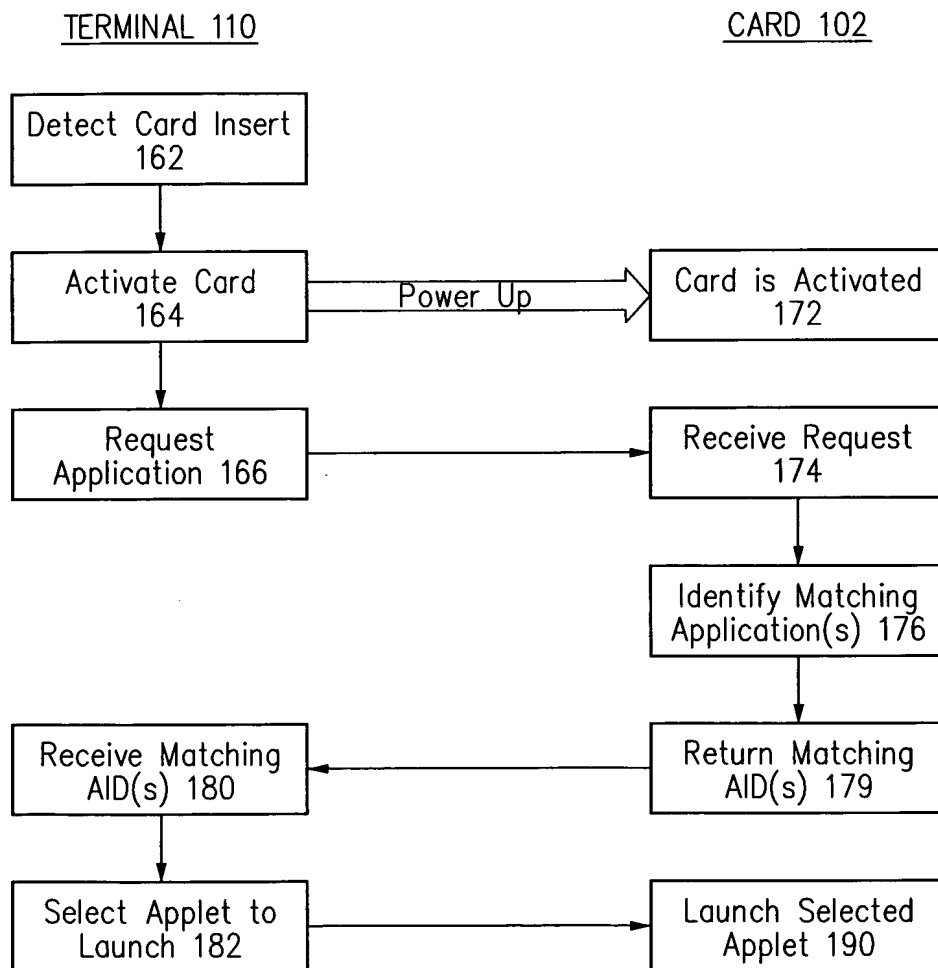 TERMINAL 110
CARD 102
Detect Card Insert
162
Activate Card
164
Power Up
Card is Activated
172
Request
Application 166
Receive Request
174
Identify Matching
Application(s) 176
Receive Matching
AID(s) 180
Return Matching
AID(s) 179
Select Applet to
Launch 182
Launch Selected
Applet 190